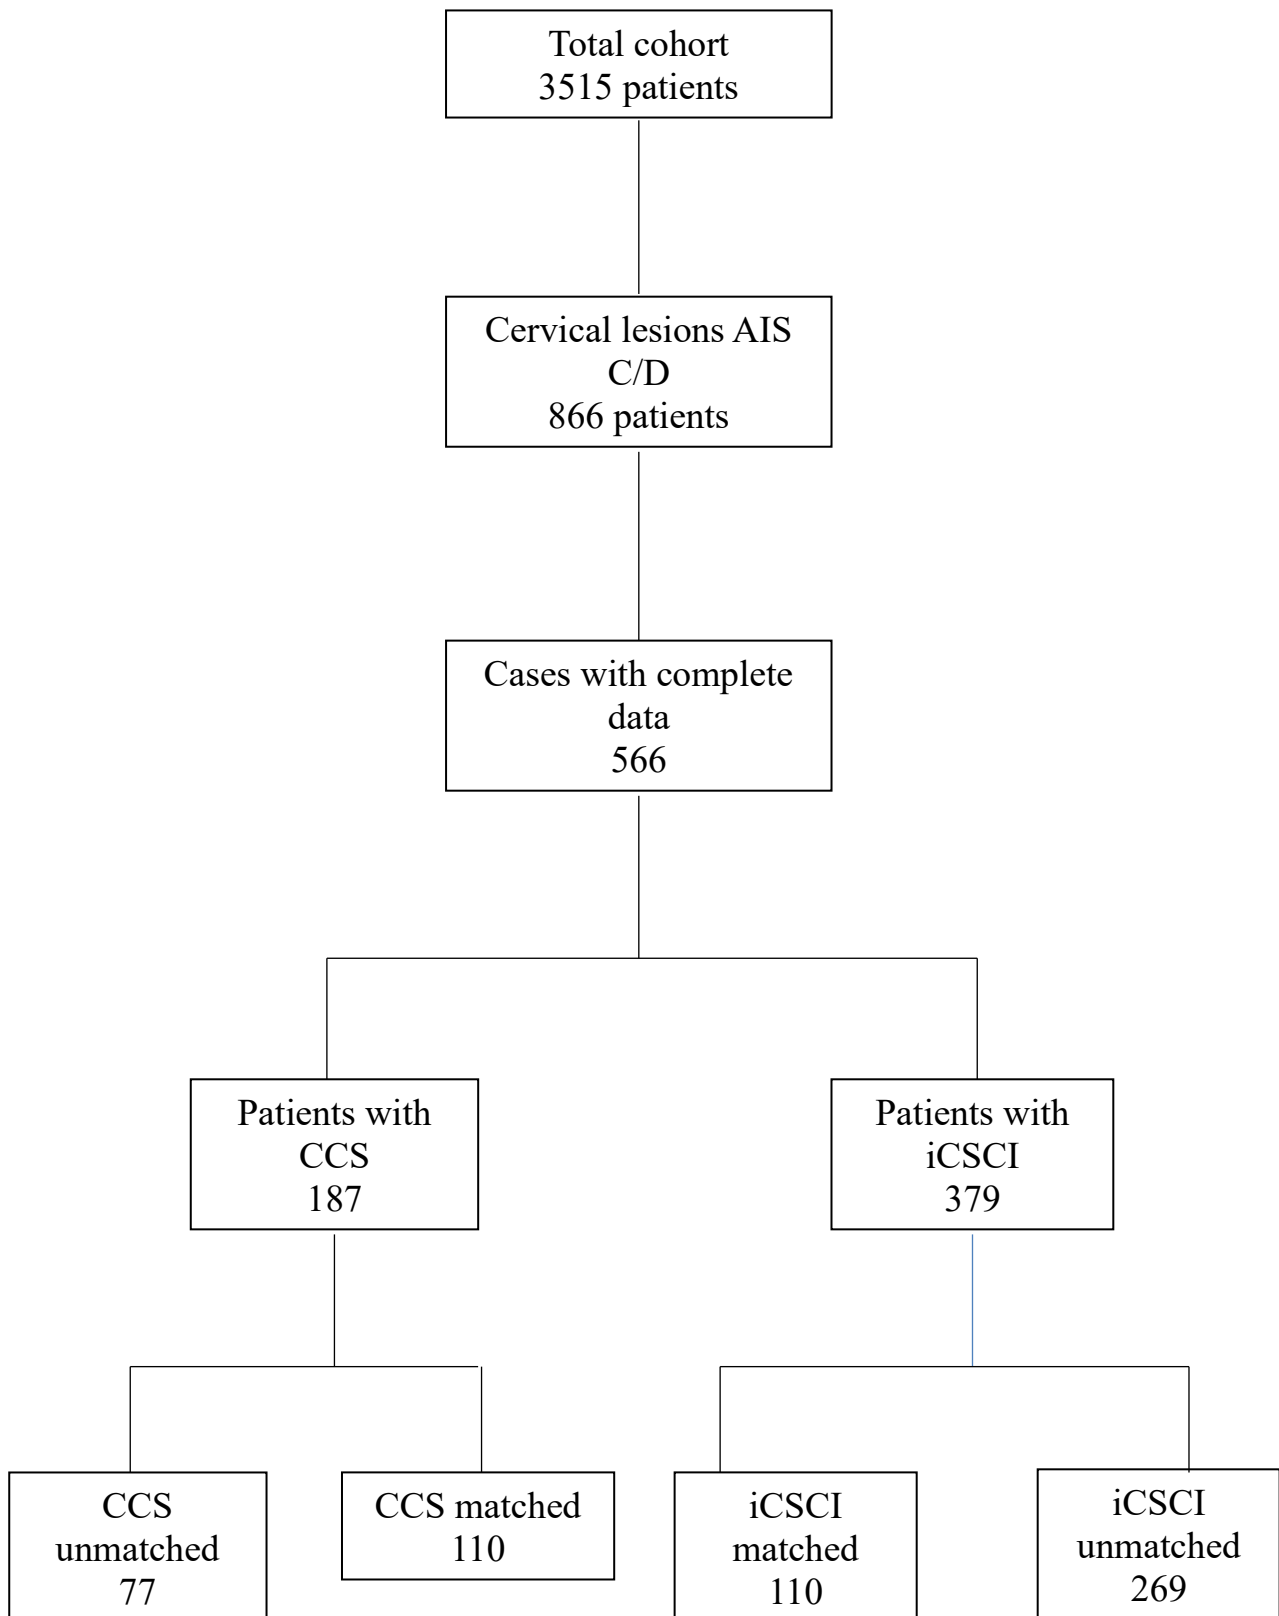 Total cohort
3515 patients
Cervical lesions AIS
C/D
866 patients
Cases with complete
data
566
Patients with
CCS
187
Patients with
iCSCI
379
CCS
unmatched
77
CCS matched
110
iCSCI
matched
110
iCSCI
unmatched
269